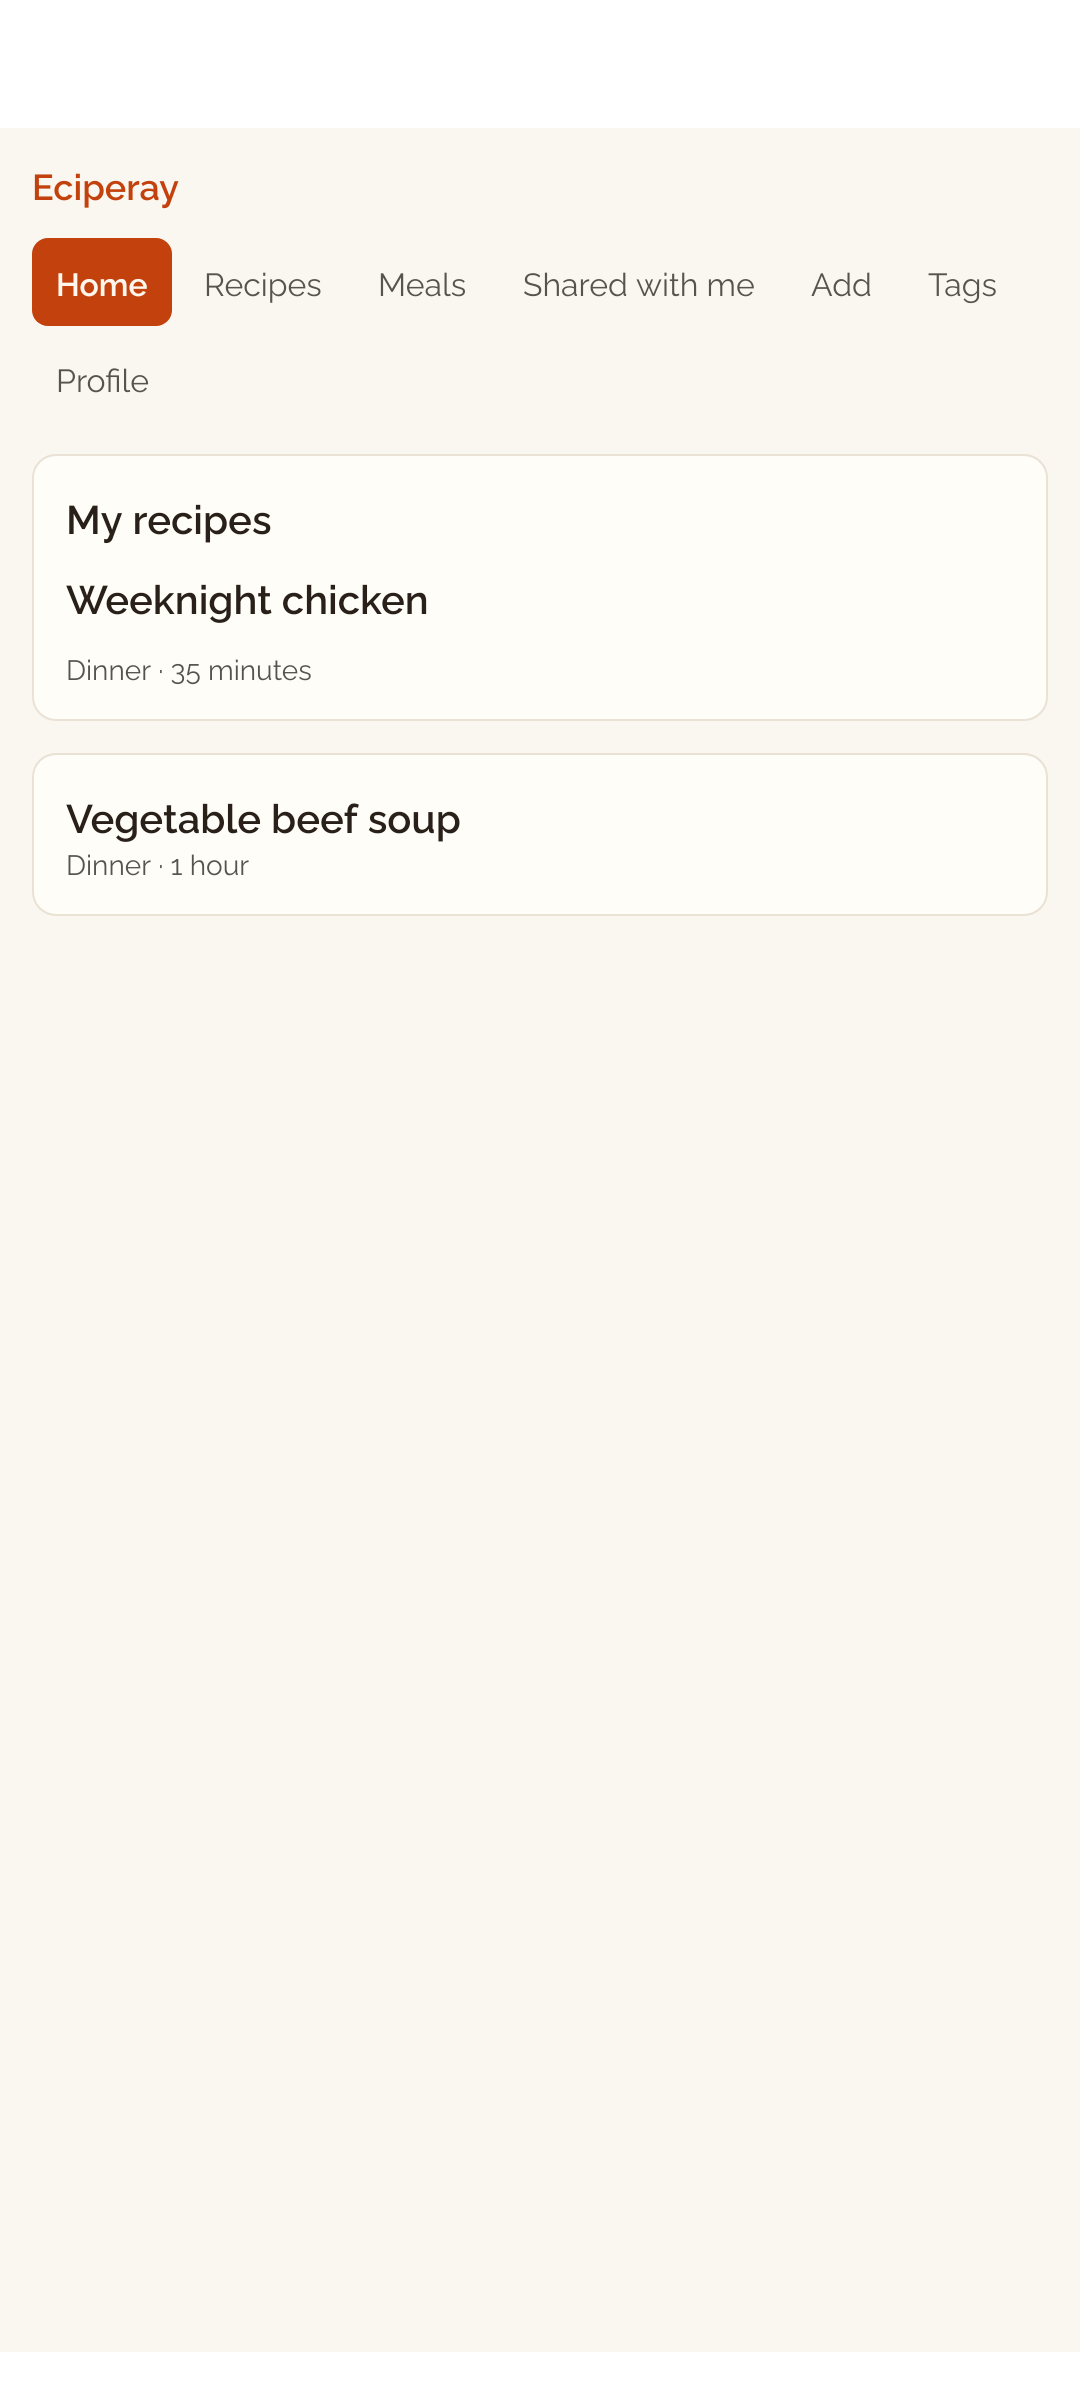 Eciperay
Home Recipes Meals Shared with me Add Tags
Profile
My recipes
Weeknight chicken
Dinner · 35 minutes
Vegetable beef soup
Dinner · 1 hour